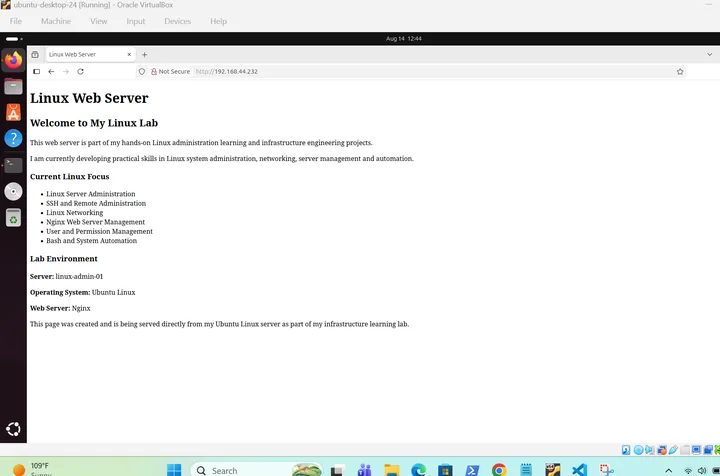 ubuntu-desktop-24 [Running] - Oracle VirtualBox
File Machine View Input Devices Help
Aug 14 12:44
Linux Web Server
Not Secure http://192.168.44.232
Linux Web Server
Welcome to My Linux Lab
This web server is part of my hands-on Linux administration learning and infrastructure engineering projects.
I am currently developing practical skills in Linux system administration, networking, server management and automation.
Current Linux Focus
• Linux Server Administration
• SSH and Remote Administration
• Linux Networking
• Nginx Web Server Management
• User and Permission Management
• Bash and System Automation
Lab Environment
Server: linux-admin-01
Operating System: Ubuntu Linux
Web Server: Nginx
This page was created and is being served directly from my Ubuntu Linux server as part of my infrastructure learning lab.
109°F
Sunny
Search